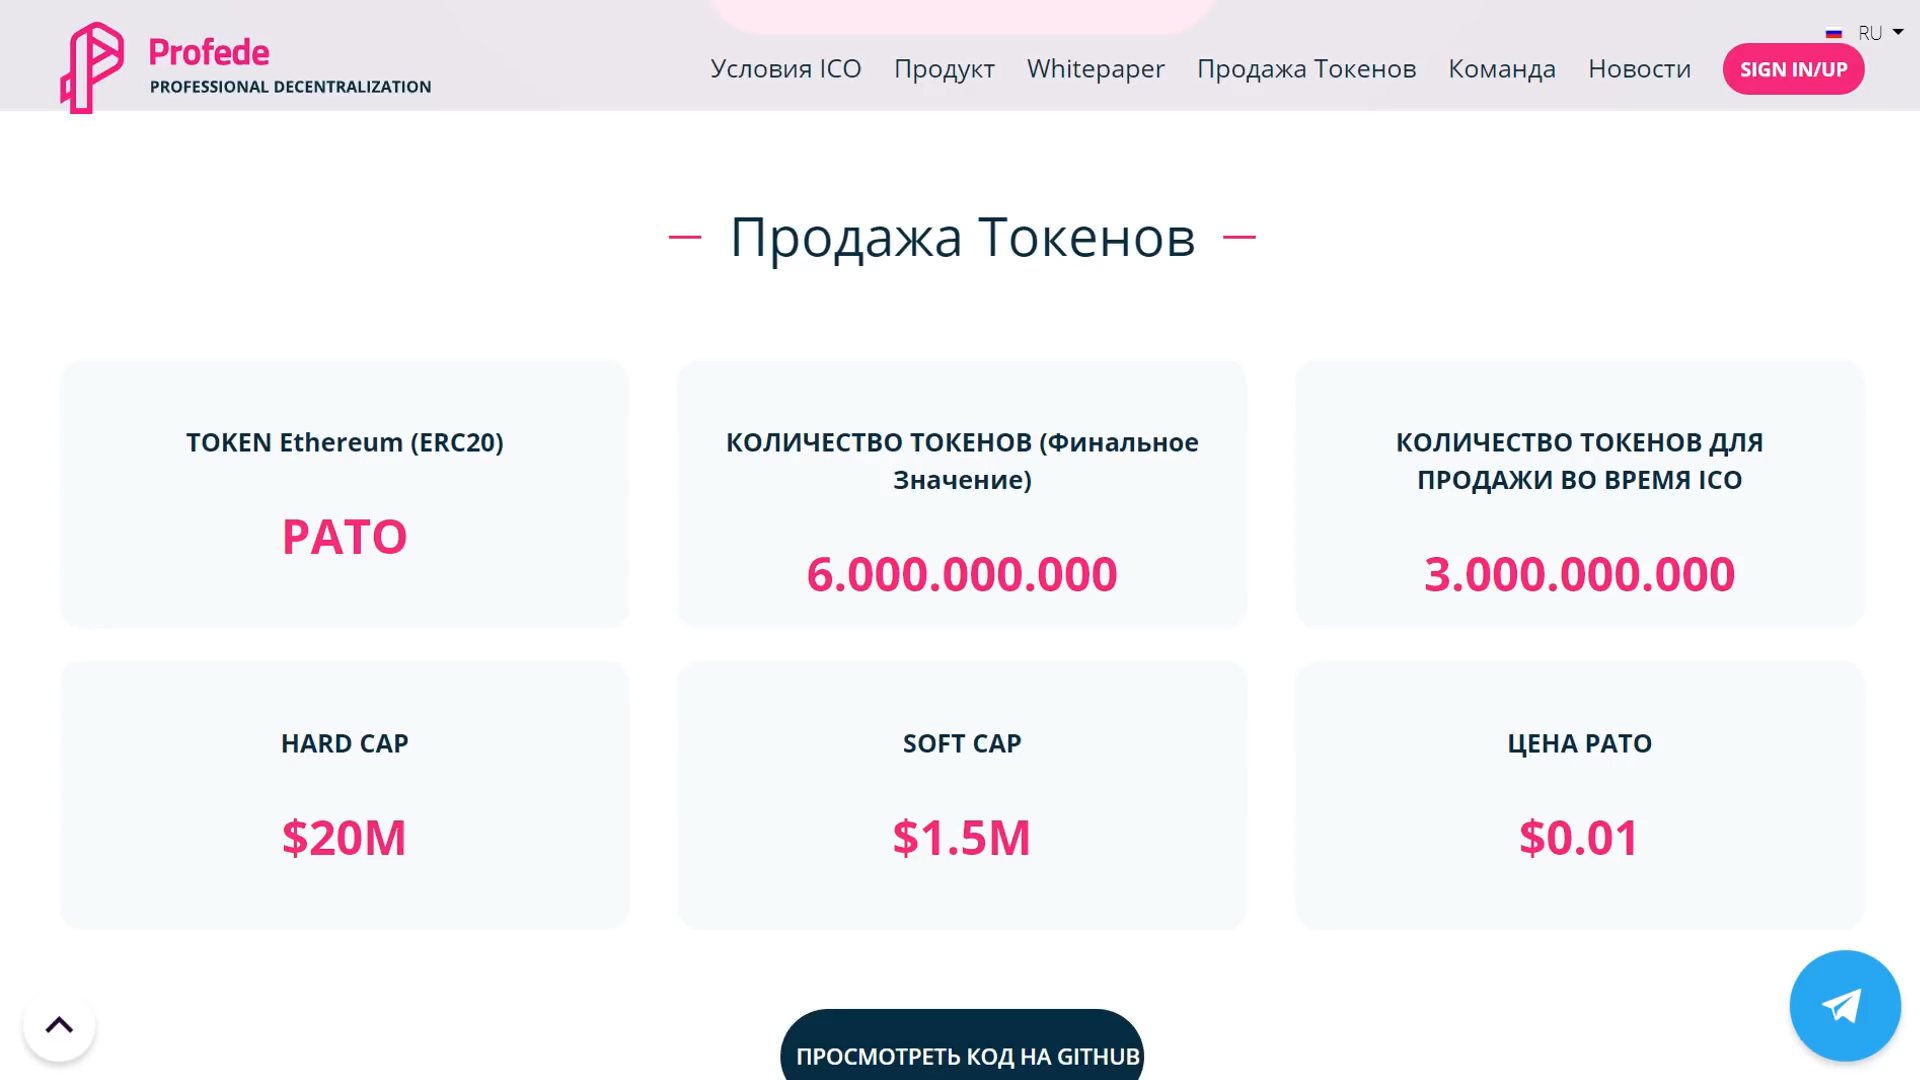 Profede
PROFESSIONAL DECENTRALIZATION
Условия ICO
Продукт
Whitepaper
Продажа Токенов
Команда
Новости
RU
SIGN IN/UP
Продажа Токенов
TOKEN Ethereum (ERC20)
PATO
КОЛИЧЕСТВО ТОКЕНОВ (Финальное
Значение)
6.000.000.000
КОЛИЧЕСТВО ТОКЕНОВ ДЛЯ
ПРОДАЖИ ВО ВРЕМЯ ICO
3.000.000.000
HARD CAP
$20M
SOFT CAP
$1.5M
ЦЕНА PATO
$0.01
ПРОСМОТРЕТЬ КОД НА GITHUB